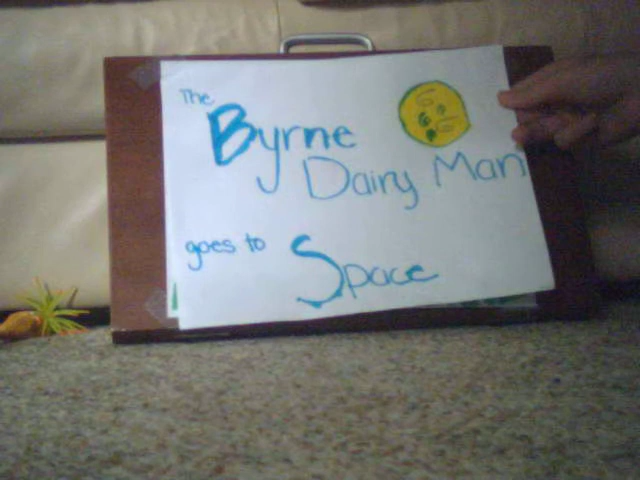 The
Byrne
Dairy Man
goes to
Space